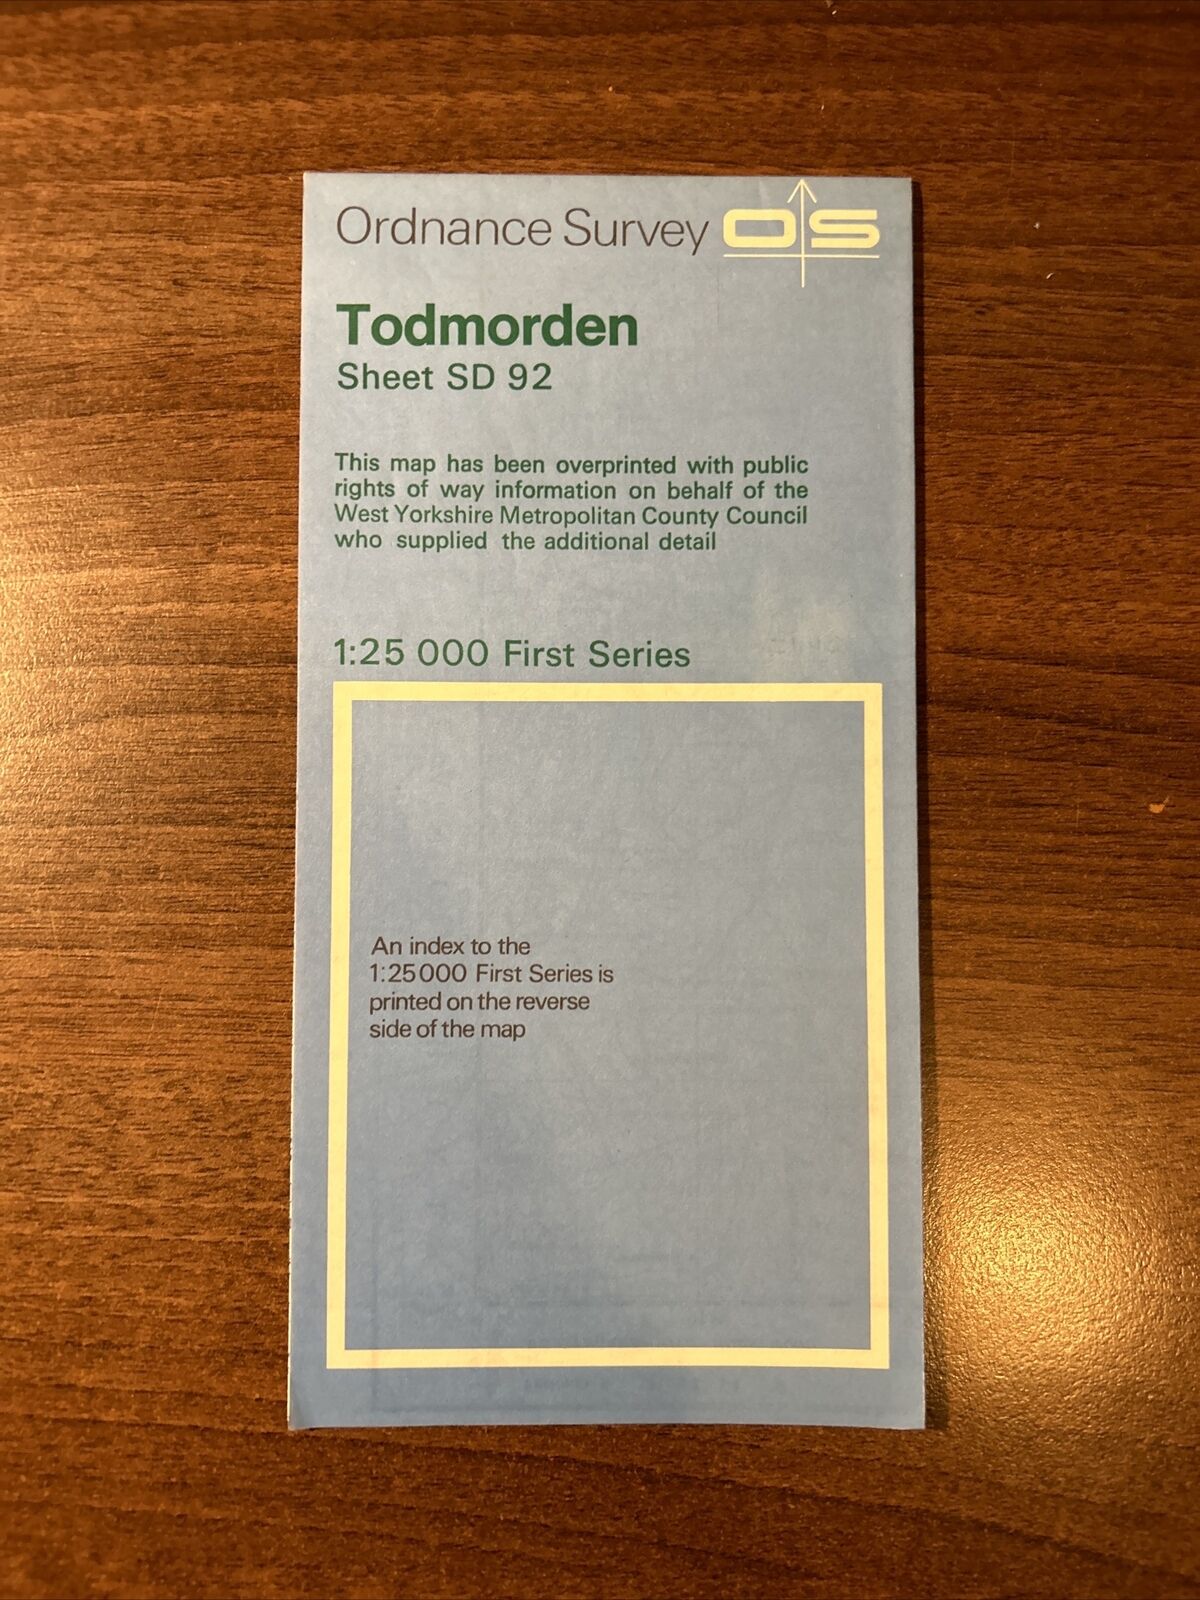 Ordnance Survey OS
Todmorden
Sheet SD 92
This map has been overprinted with public
rights of way information on behalf of the
West Yorkshire Metropolitan County Council
who supplied the additional detail
1:25 000 First Series
An index to the
1:25 000 First Series is
printed on the reverse
side of the map